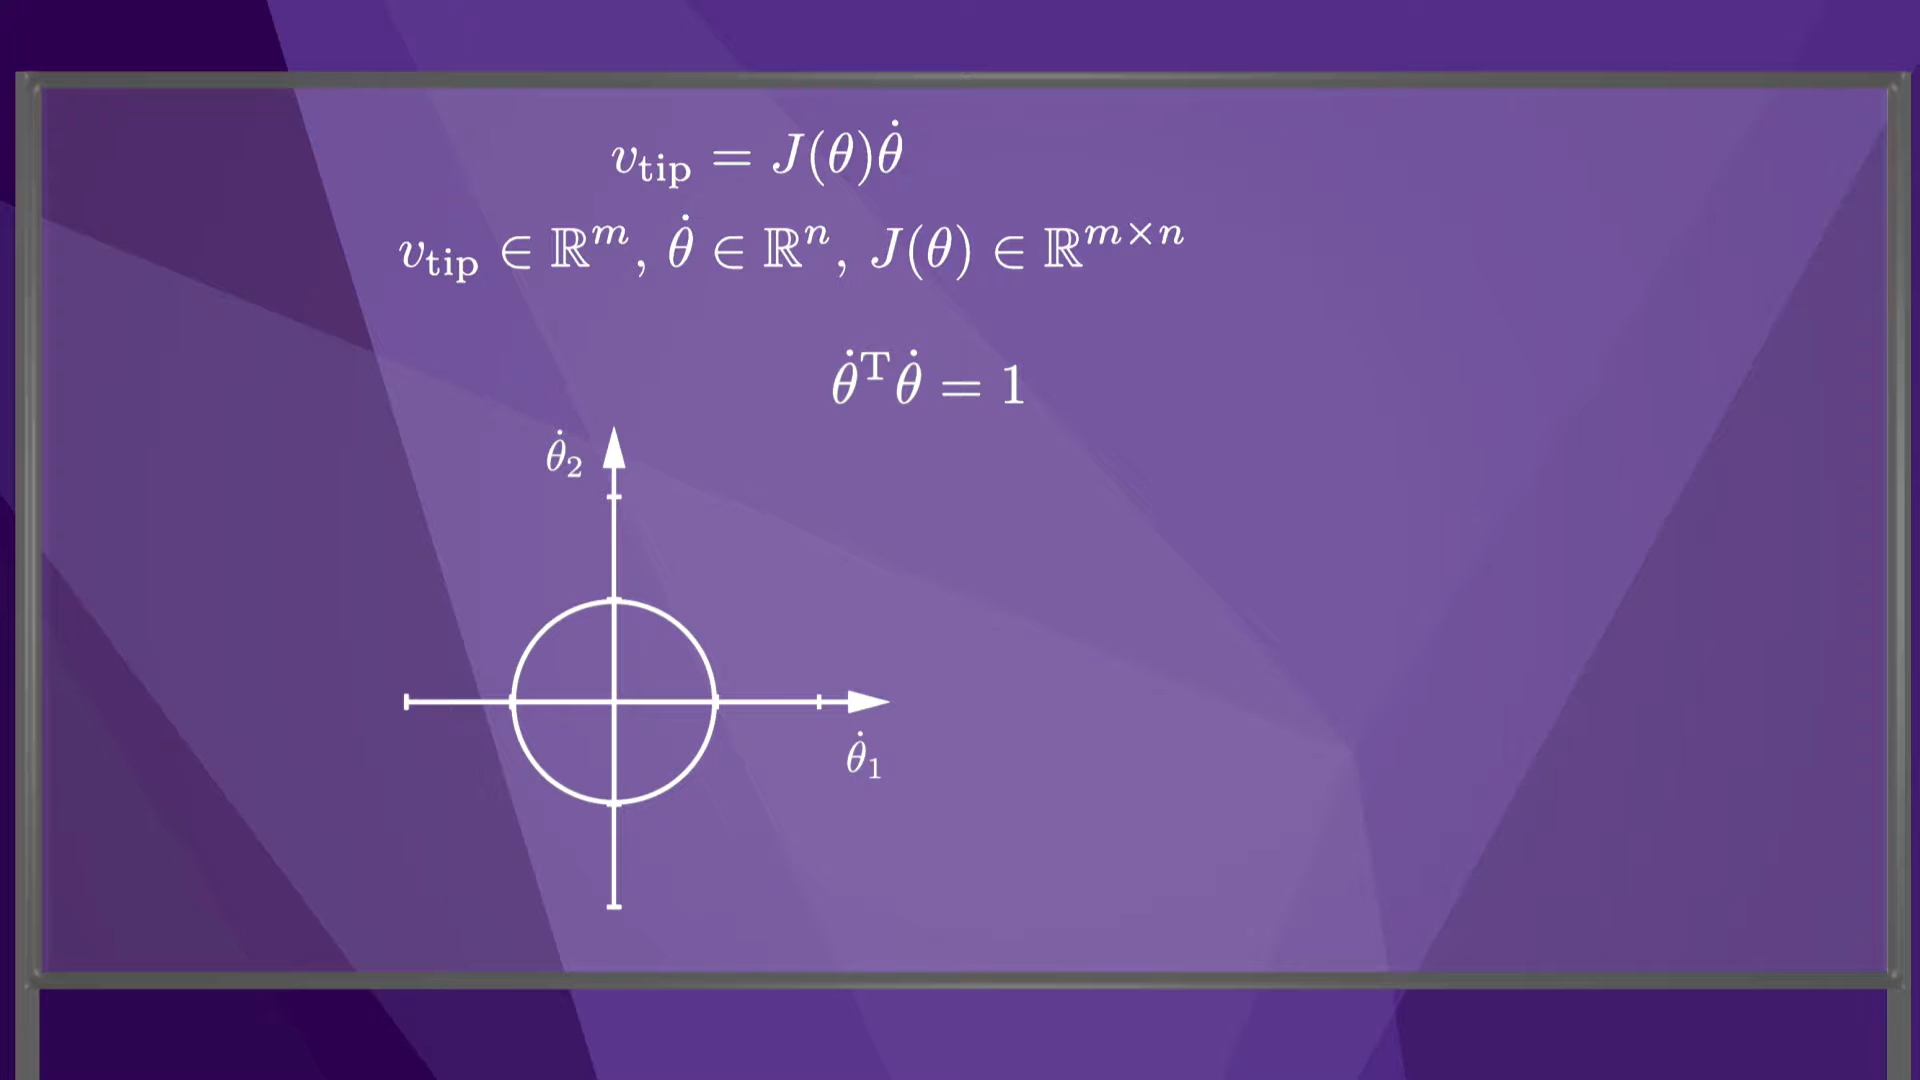 v_tip = J(θ)θ̇
v_tip ∈ ℝ^m, θ̇ ∈ ℝ^n, J(θ) ∈ ℝ^{m×n}
θ̇^T θ̇ = 1
θ̇_2
θ̇_1